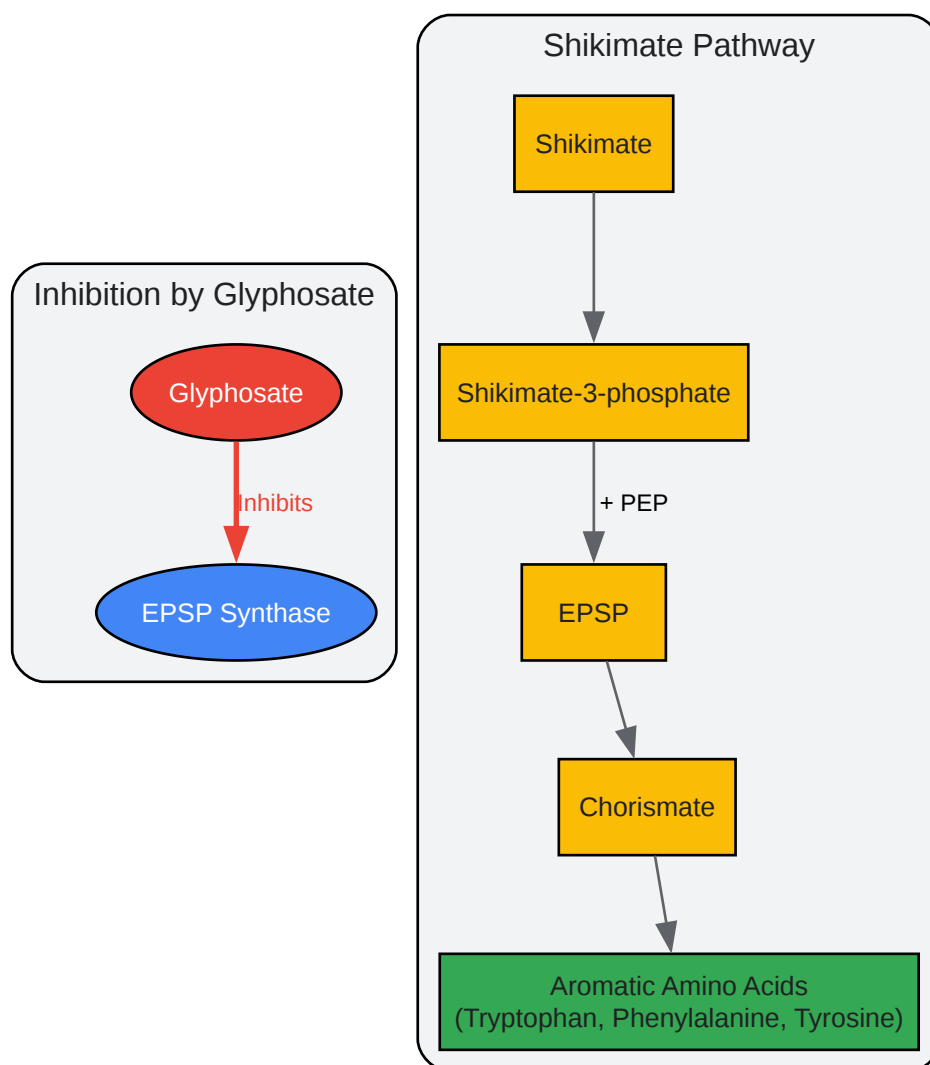 Shikimate Pathway
Shikimate
Inhibition by Glyphosate
Glyphosate
Shikimate-3-phosphate
Inhibits
+ PEP
EPSP Synthase
EPSP
Chorismate
Aromatic Amino Acids
(Tryptophan, Phenylalanine, Tyrosine)